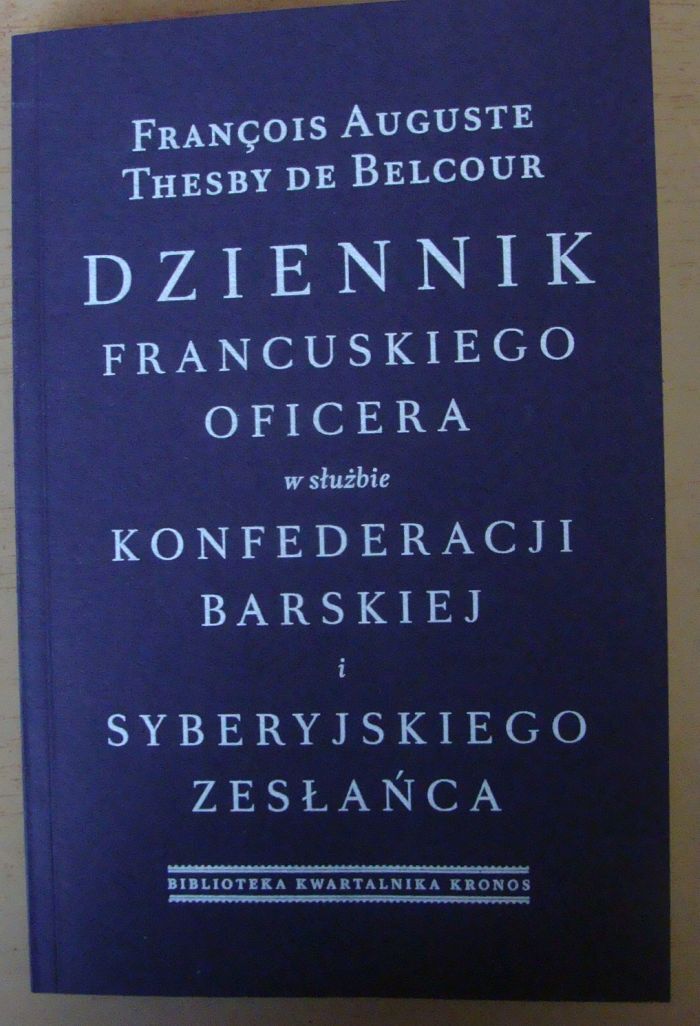 FRANÇOIS AUGUSTE
THESBY DE BELCOUR
DZIENNIK
FRANCUSKIEGO
OFICERA
w służbie
KONFEDERACJI
BARSKIEJ
i
SYBERYJSKIEGO
ZESŁAŃCA
BIBLIOTEKA KWARTALNIKA KRONOS